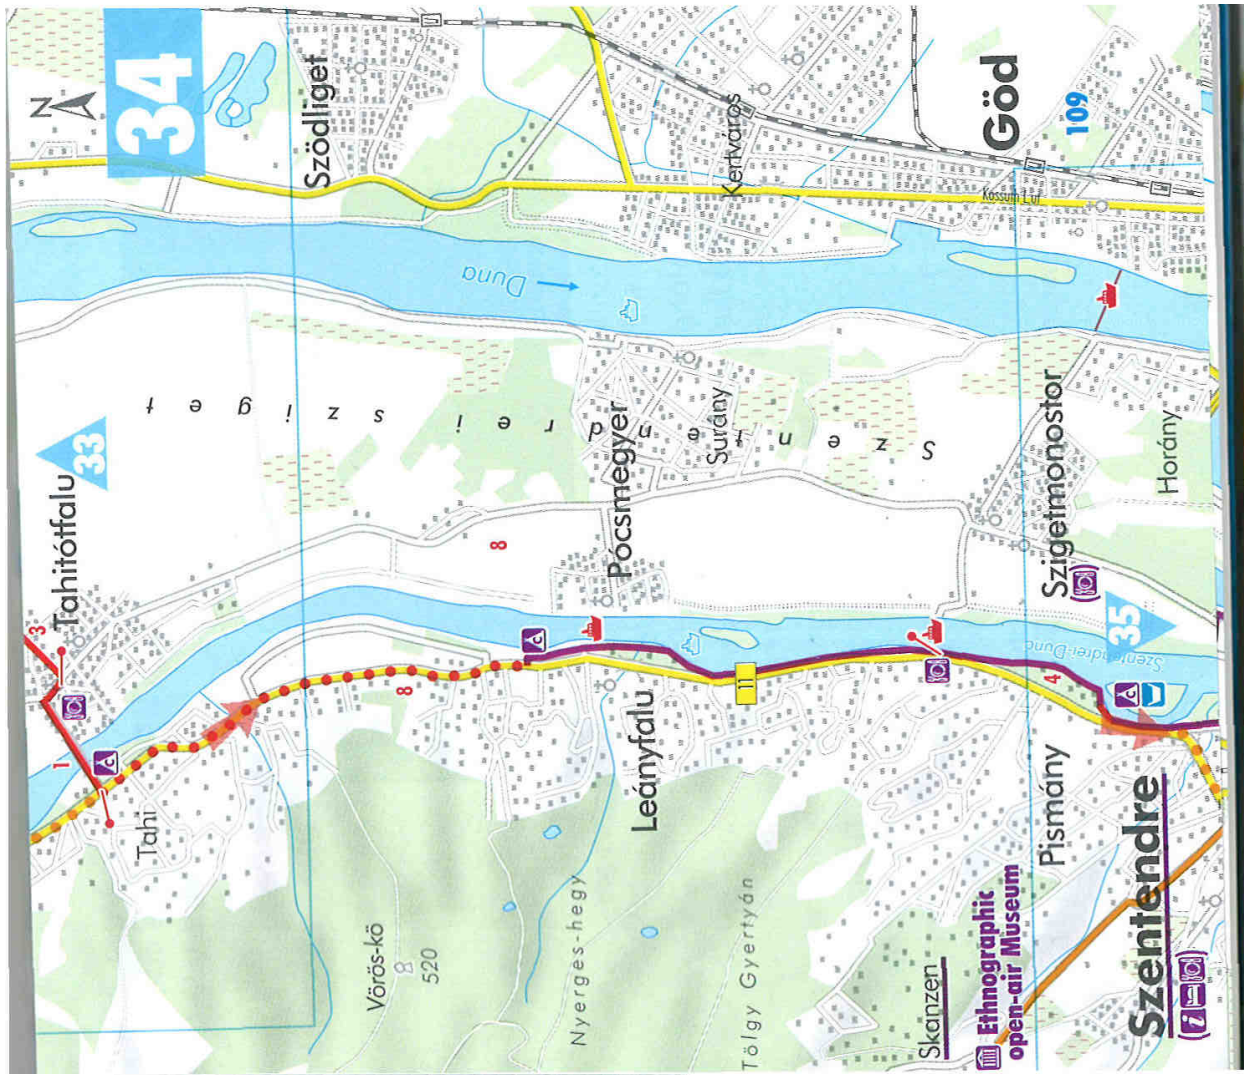 N
34
Sződliget
Göd
109
Kertváros
Kossuth L.út
Duna
33
Tahitótfalu
3
1
8
Tahi
8
Szentendrei sziget
Pócsmegyer
Surány
Szigetmonostor
Horány
35
Szentendrei-Duna
11
4
Leányfalu
Pismány
Szentendre
Vörös-kő
520
Nyerges-hegy
Tölgy Gyertyán
Skanzen
Ethnographic
open-air Museum